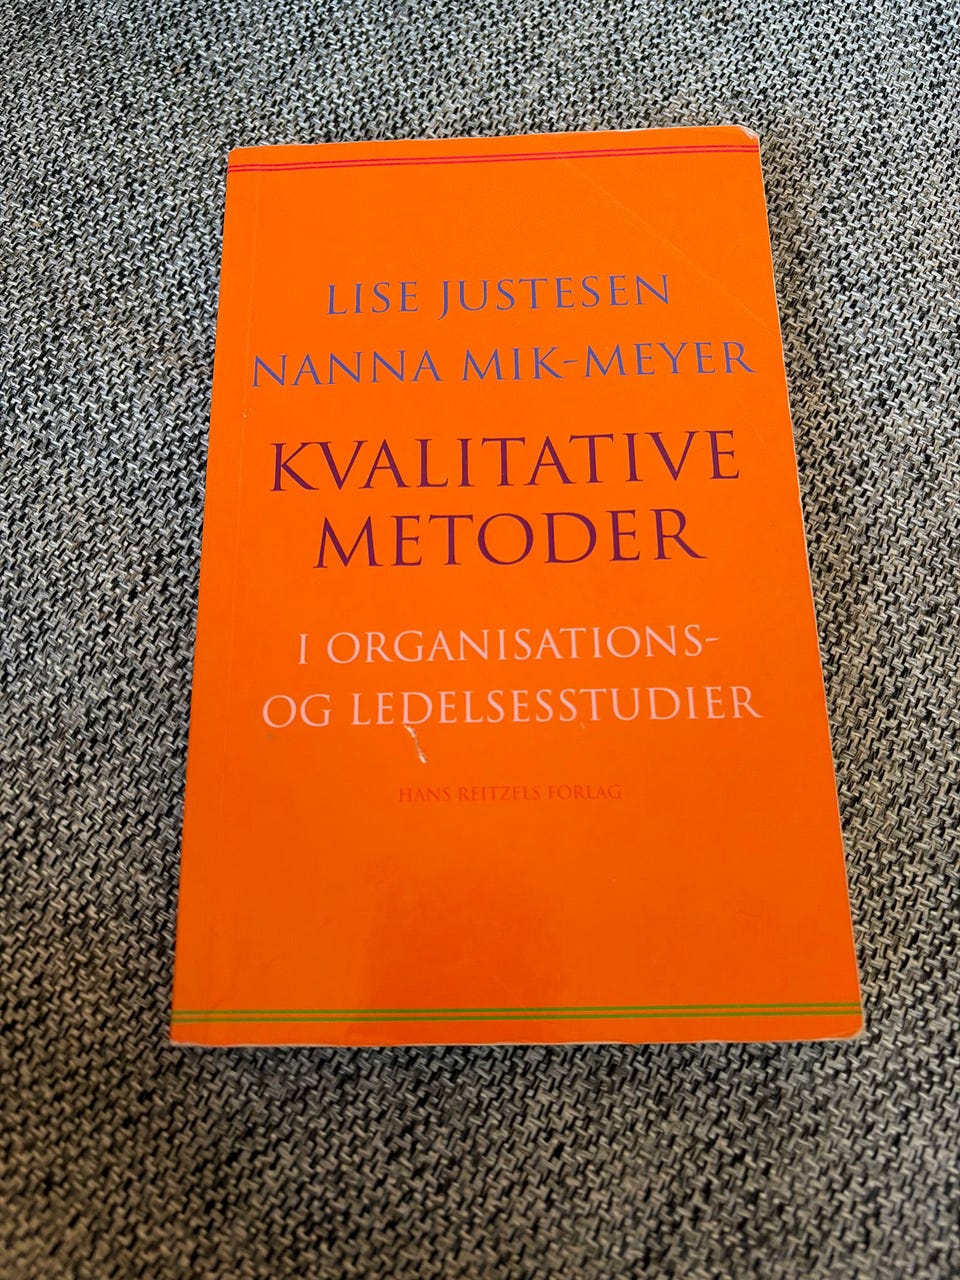 LISE JUSTESEN
NANNA MIK-MEYER
KVALITATIVE
METODER
I ORGANISATIONS-
OG LEDELSESSTUDIER
HANS REITZELS FORLAG